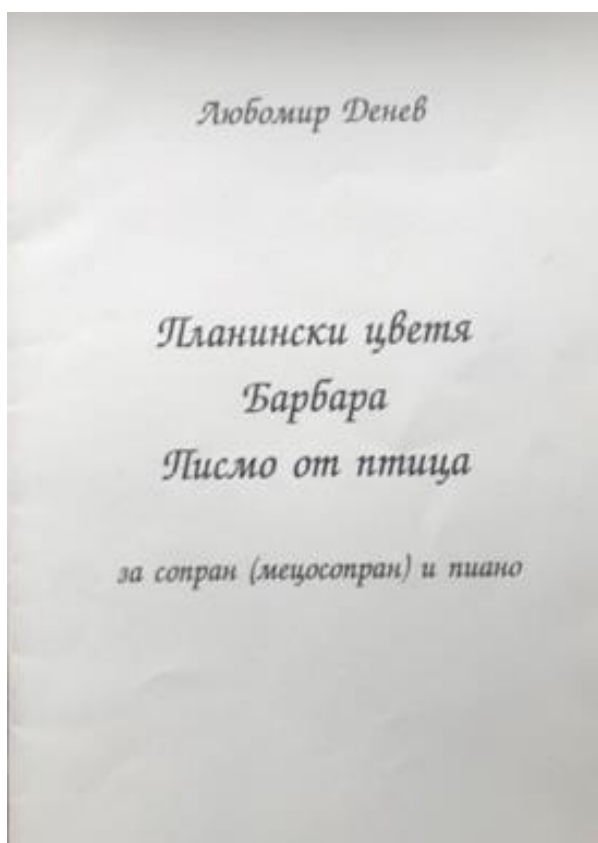 Любомир Денев
Планински цветя
Барбара
Писмо от птица
за сопран (мецосопран) и пиано